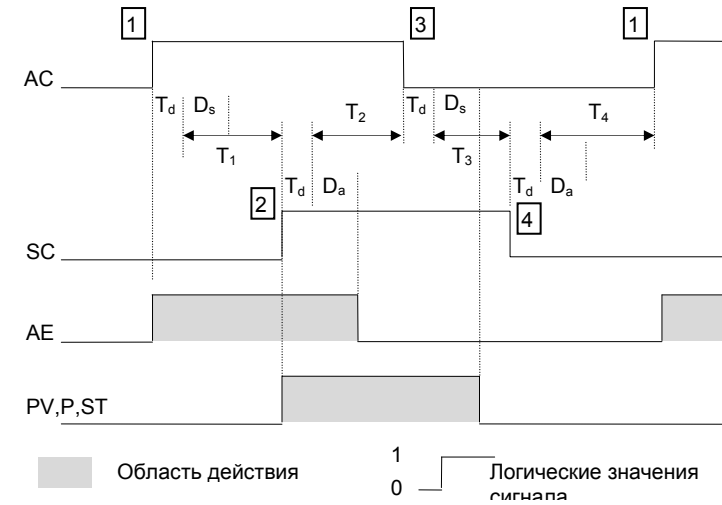 1 3 1
AC
Td Ds T2 Td Ds T4
T1 T3
Td Da Td Da
2 4
SC
AE
PV,P,ST
Область действия
1
0
Логические значения
сигнала